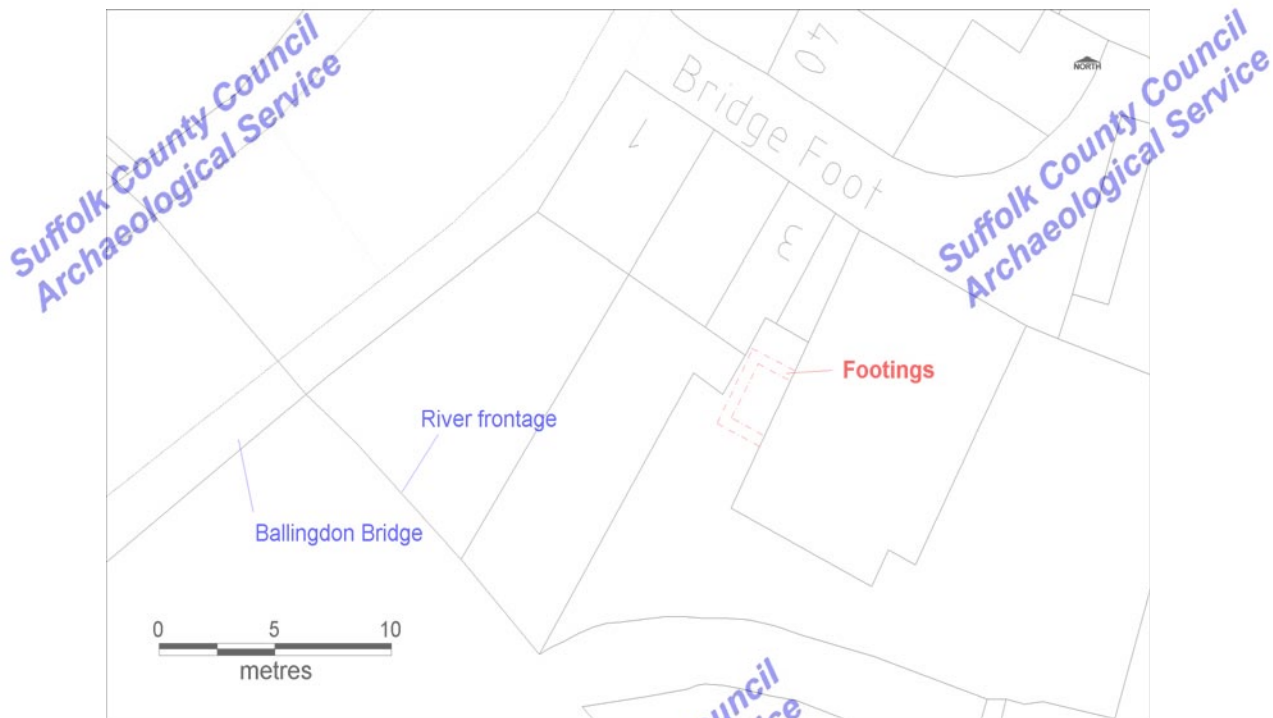 Suffolk County Council
Archaeological Service
Suffolk County Council
Archaeological Service
NORTH
40
Bridge Foot
1
3
Footings
River frontage
Ballingdon Bridge
0 5 10
metres